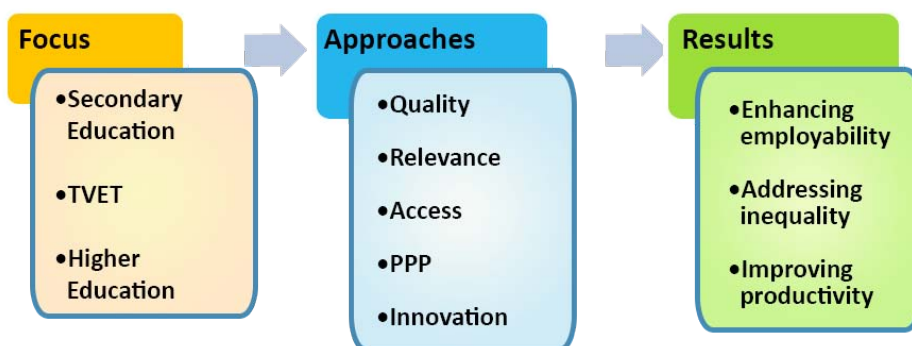 Focus
•Secondary
Education
•TVET
•Higher
Education
Approaches
•Quality
•Relevance
•Access
•PPP
•Innovation
Results
•Enhancing
employability
•Addressing
inequality
•Improving
productivity